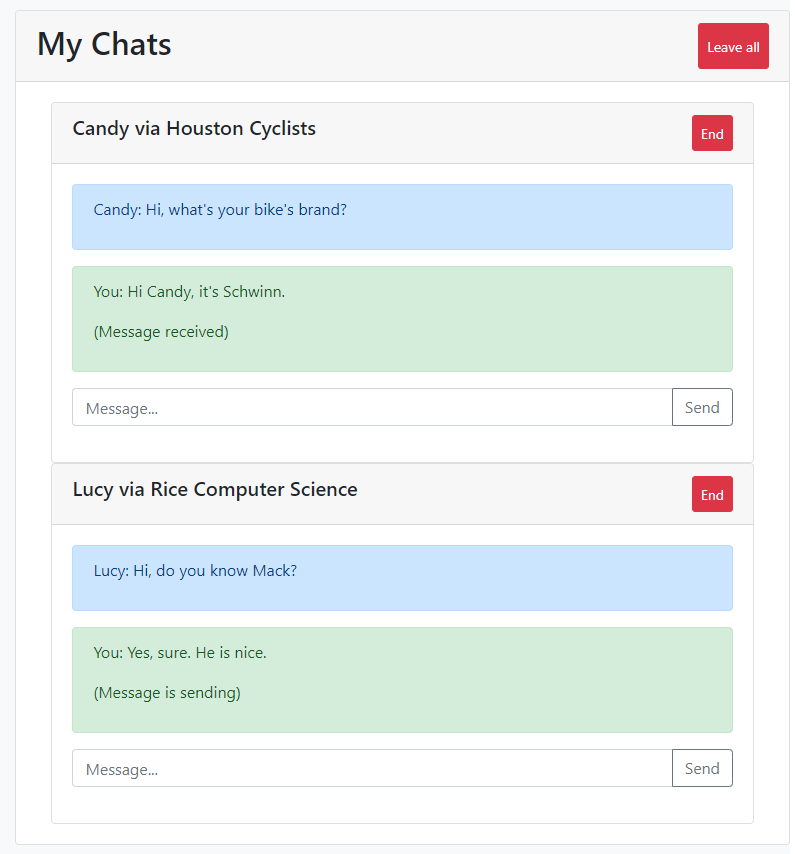 My Chats
Leave all
Candy via Houston Cyclists
End
Candy: Hi, what's your bike's brand?
You: Hi Candy, it's Schwinn.
(Message received)
Message...
Send
Lucy via Rice Computer Science
End
Lucy: Hi, do you know Mack?
You: Yes, sure. He is nice.
(Message is sending)
Message...
Send